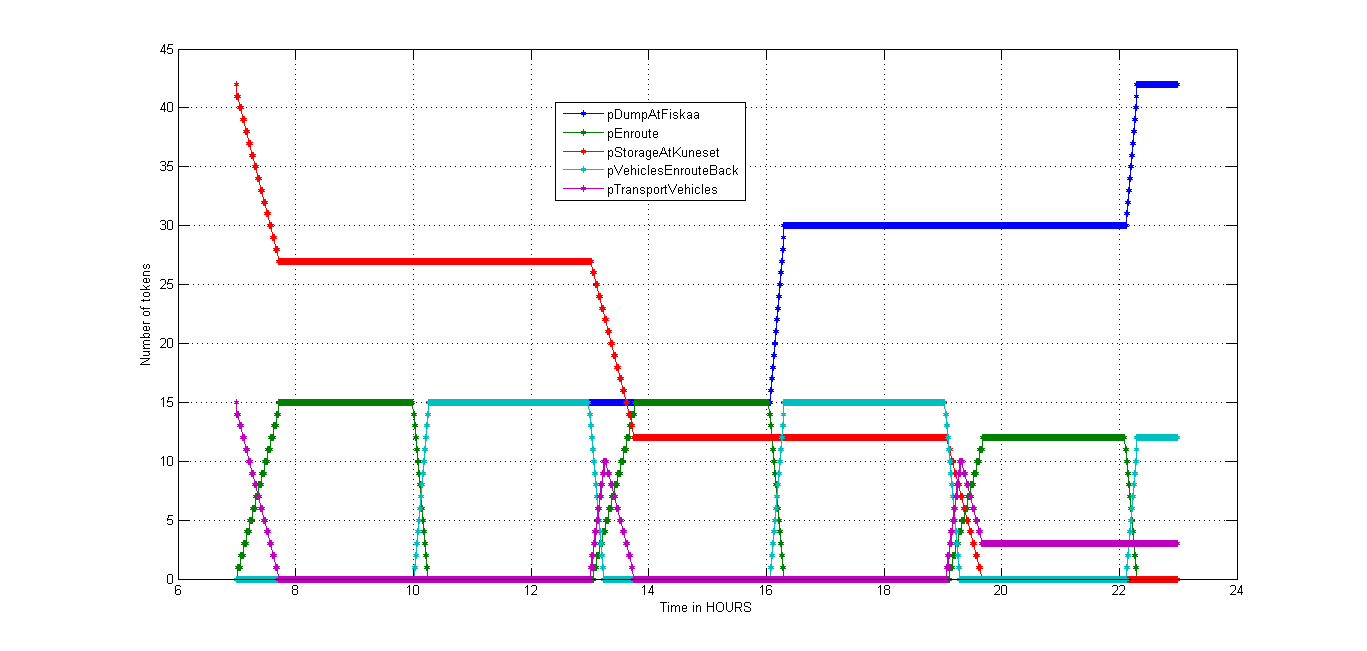 45
40
35
30
25
20
15
10
5
0
Number of tokens
pDumpAtFiskaa
pEnroute
pStorageAtKuneset
pVehiclesEnrouteBack
pTransportVehicles
6 8 10 12 14 16 18 20 22 24
Time in HOURS